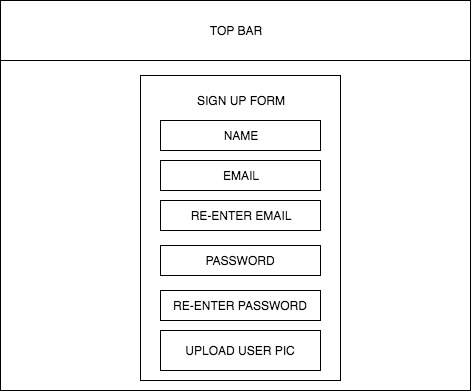 TOP BAR
SIGN UP FORM
NAME
EMAIL
RE-ENTER EMAIL
PASSWORD
RE-ENTER PASSWORD
UPLOAD USER PIC